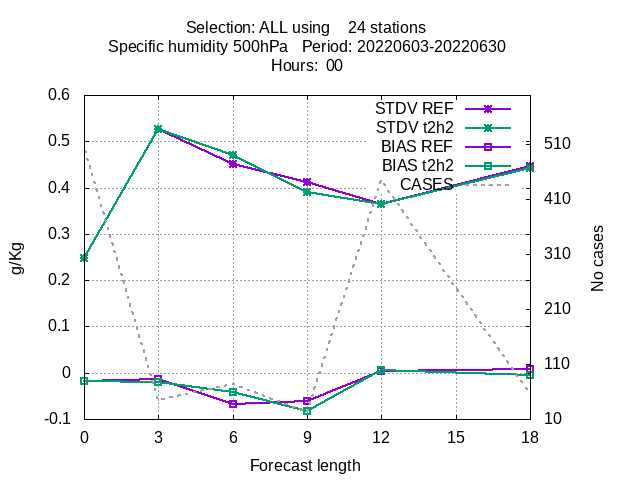 Selection: ALL using 24 stations
Specific humidity 500hPa Period: 20220603-20220630
Hours: 00
STDV REF
STDV t2h2
BIAS REF
BIAS t2h2
CASES
0.6
0.5
0.4
0.3
0.2
0.1
0
-0.1
g/Kg
510
410
310
210
110
10
No cases
0 3 6 9 12 15 18
Forecast length